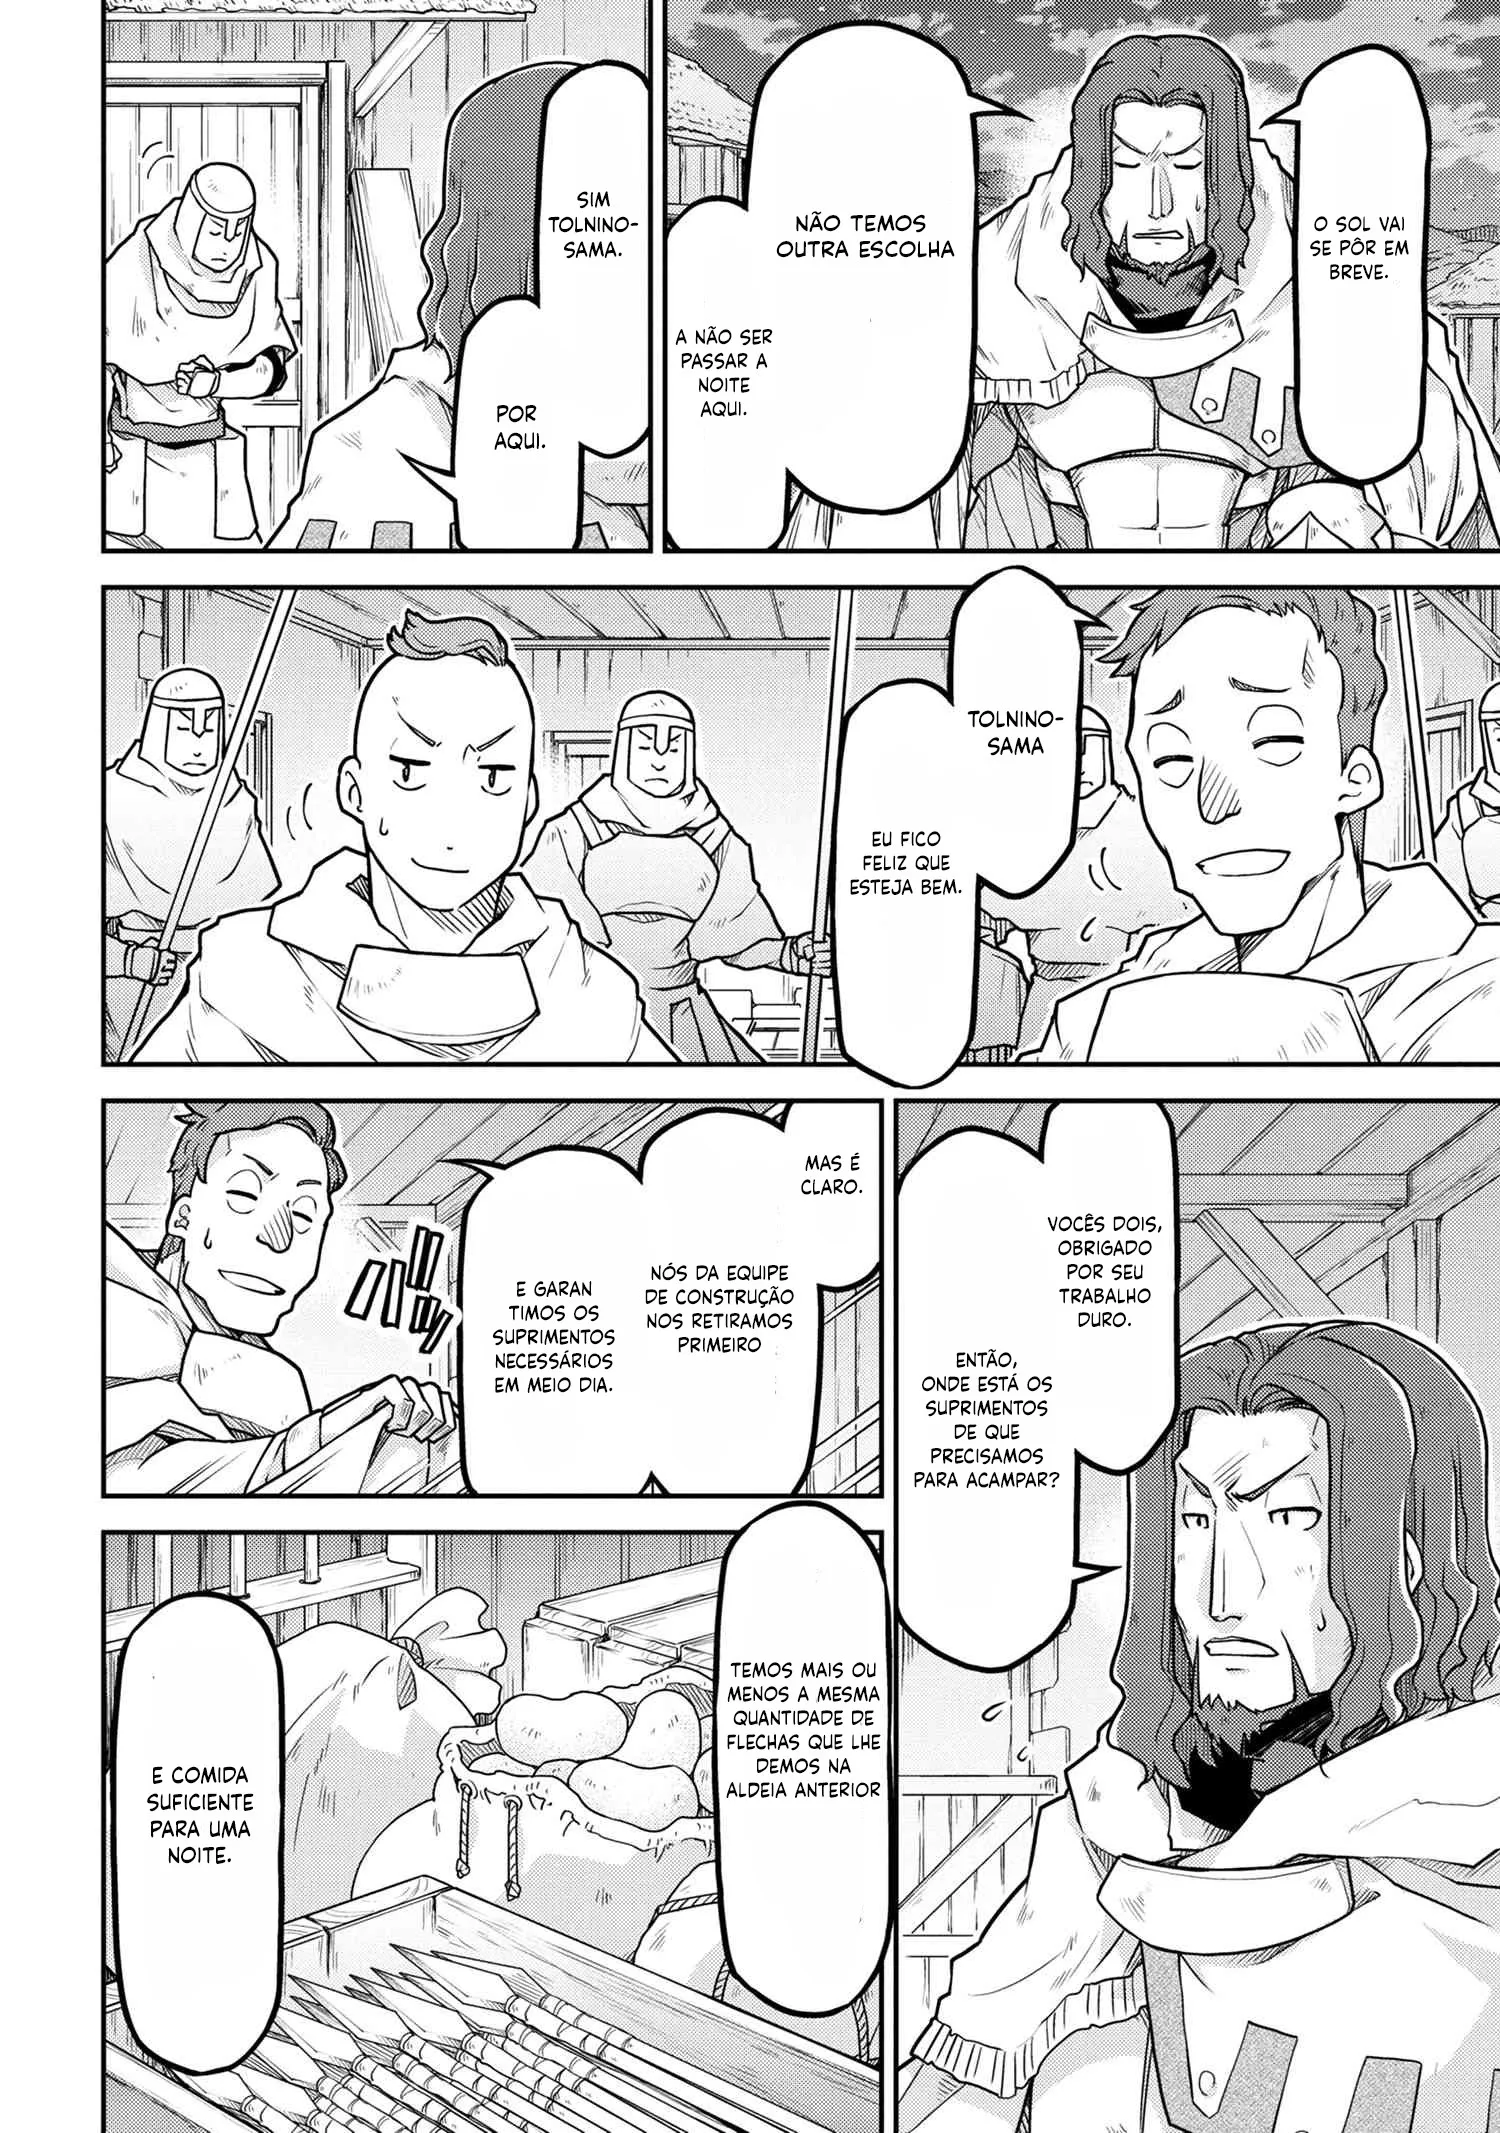 O SOL VAI
SE PÔR EM
BREVE.
NÃO TEMOS
OUTRA ESCOLHA
A NÃO SER
PASSAR A
NOITE
AQUI.
SIM
TOLNINO-
SAMA.
POR
AQUI.
TOLNINO-
SAMA
EU FICO
FELIZ QUE
ESTEJA BEM.
VOCÊS DOIS,
OBRIGADO
POR SEU
TRABALHO
DURO.
ENTÃO,
ONDE ESTÁ OS
SUPRIMENTOS
DE QUE
PRECISAMOS
PARA ACAMPAR?
MAS É
CLARO.
NÓS DA EQUIPE
DE CONSTRUÇÃO
NOS RETIRAMOS
PRIMEIRO
E GARAN
TIMOS OS
SUPRIMENTOS
NECESSÁRIOS
EM MEIO DIA.
バサッ
TEMOS MAIS OU
MENOS A MESMA
QUANTIDADE DE
FLECHAS QUE LHE
DEMOS NA
ALDEIA ANTERIOR
E COMIDA
SUFICIENTE
PARA UMA
NOITE.